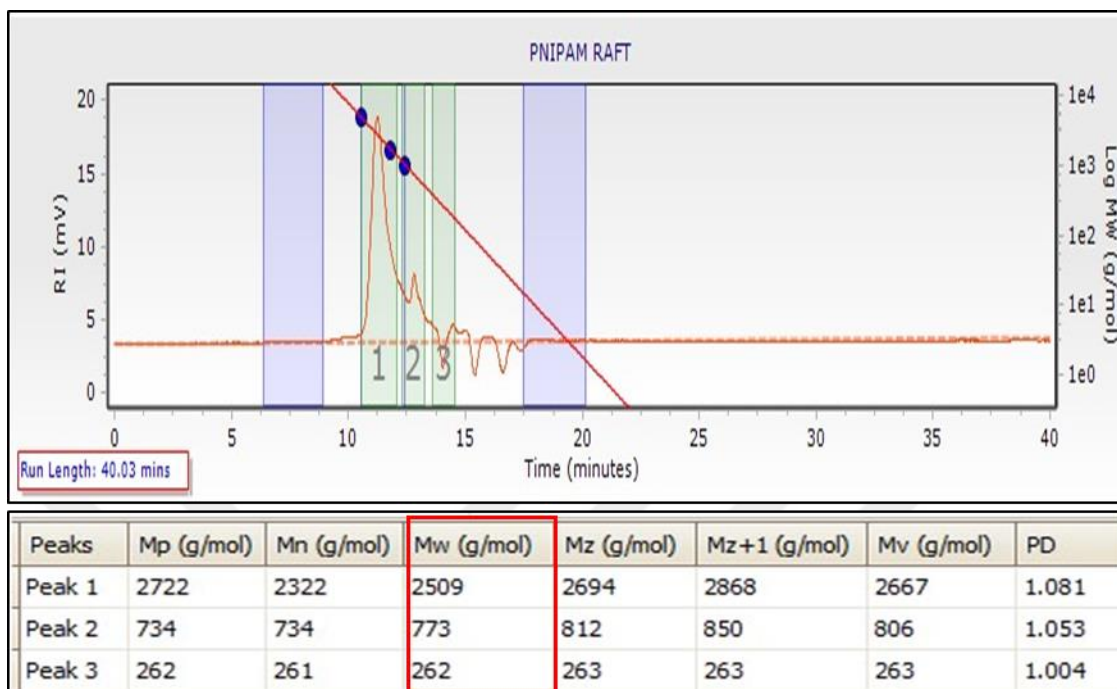 PNIPAM RAFT
20
15
10
5
0
RI (mV)
1e4
1e3
1e2
1e1
1e0
Log MW (g/mol)
1 2 3
0 5 10 15 20 25 30 35 40
Time (minutes)
Run Length: 40.03 mins
Peaks Mp (g/mol) Mn (g/mol) Mw (g/mol) Mz (g/mol) Mz+1 (g/mol) Mv (g/mol) PD
Peak 1 2722 2322 2509 2694 2868 2667 1.081
Peak 2 734 734 773 812 850 806 1.053
Peak 3 262 261 262 263 263 263 1.004